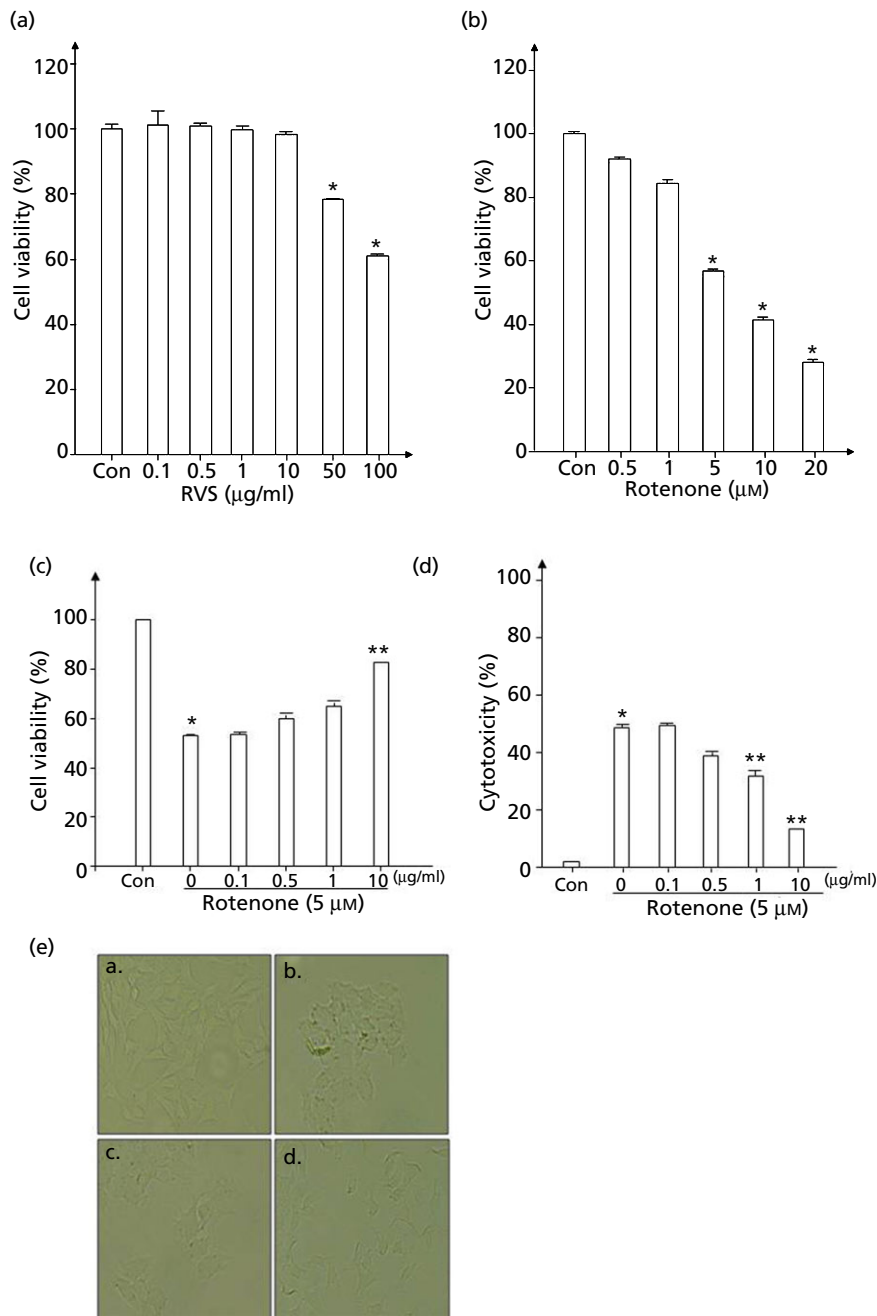 (a)
120
100
80
60
40
20
0
Cell viability (%)
*
*
Con 0.1 0.5 1 10 50 100
RVS (μg/ml)
(b)
120
100
80
60
40
20
0
Cell viability (%)
*
*
*
Con 0.5 1 5 10 20
Rotenone (μM)
(c)
100
80
60
40
20
0
Cell viability (%)
*
**
Con 0 0.1 0.5 1 10 (μg/ml)
Rotenone (5 μM)
(d)
100
80
60
40
20
0
Cytotoxicity (%)
*
**
**
Con 0 0.1 0.5 1 10 (μg/ml)
Rotenone (5 μM)
(e)
a. b.
c. d.